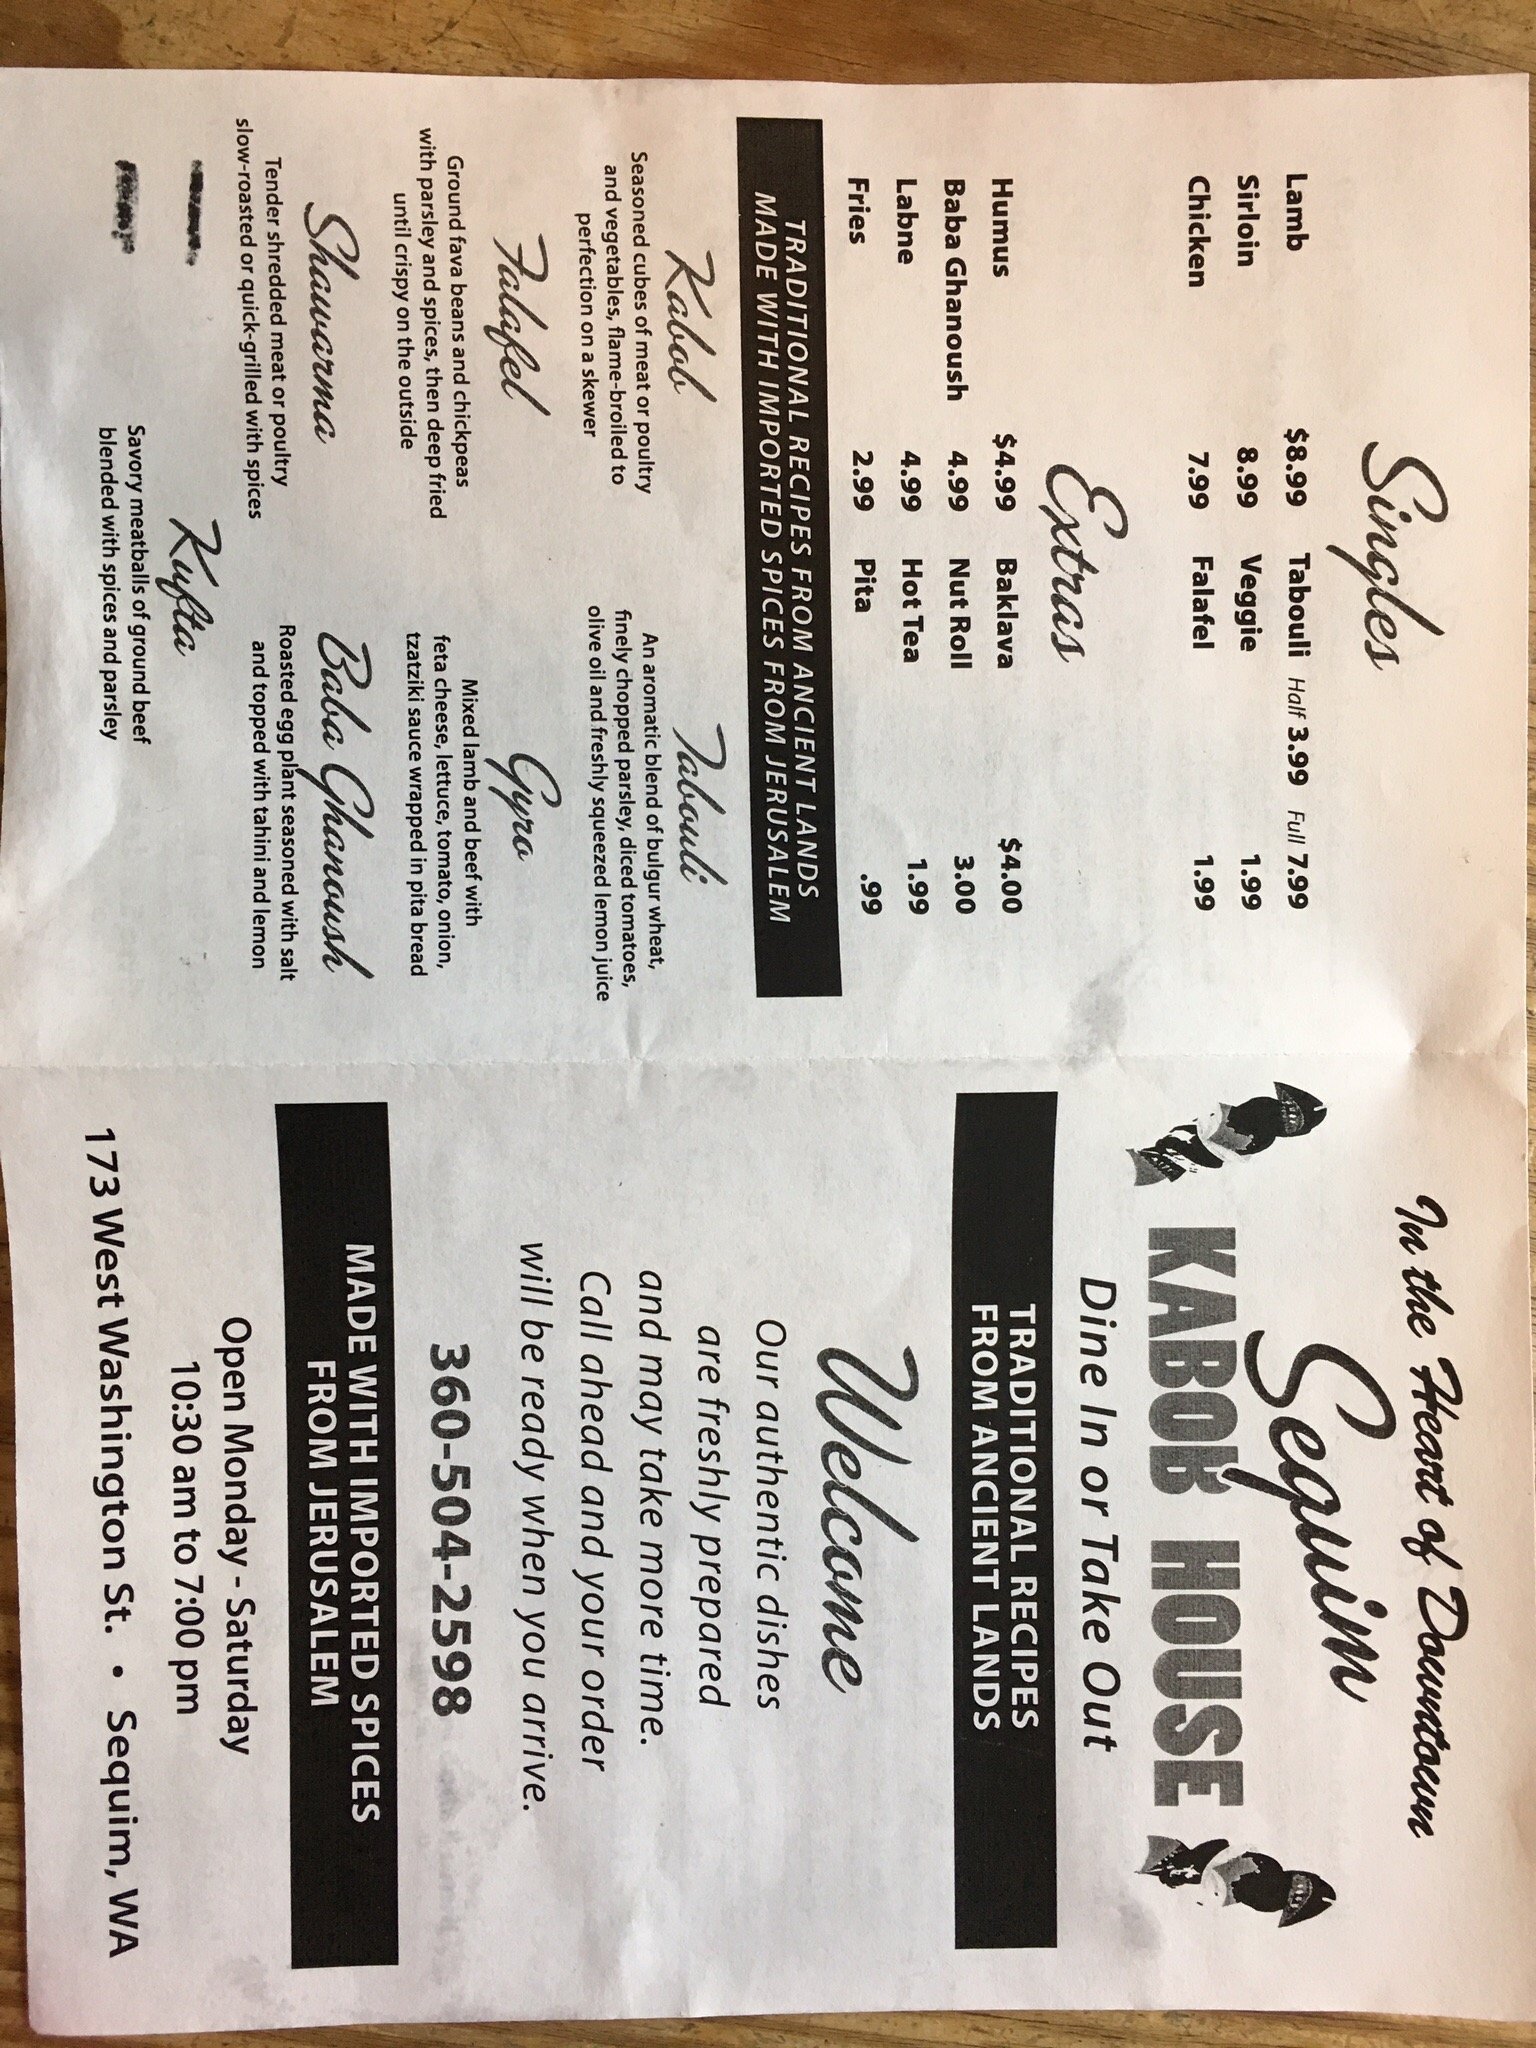 Singles
Lamb $8.99 Tabouli Half 3.99 Full 7.99
Sirloin 8.99 Veggie 1.99
Chicken 7.99 Falafel 1.99
Extras
Humus $4.99 Baklava $4.00
Baba Ghanoush 4.99 Nut Roll 3.00
Labne 4.99 Hot Tea 1.99
Fries 2.99 Pita .99
TRADITIONAL RECIPES FROM ANCIENT LANDS
MADE WITH IMPORTED SPICES FROM JERUSALEM
Kabob
Seasoned cubes of meat or poultry
and vegetables, flame-broiled to
perfection on a skewer
Tabouli
An aromatic blend of bulgur wheat,
finely chopped parsley, diced tomatoes,
olive oil and freshly squeezed lemon juice
Falafel
Ground fava beans and chickpeas
with parsley and spices, then deep fried
until crispy on the outside
Gyro
Mixed lamb and beef with
feta cheese, lettuce, tomato, onion,
tzatziki sauce wrapped in pita bread
Shawarma
Tender shredded meat or poultry
slow-roasted or quick-grilled with spices
Baba Ghanoush
Roasted egg plant seasoned with salt
and topped with tahini and lemon
Kufta
Savory meatballs of ground beef
blended with spices and parsley
In the Heart of Downtown
Sequim
KABOB HOUSE
Dine In or Take Out
TRADITIONAL RECIPES
FROM ANCIENT LANDS
Welcome
Our authentic dishes
are freshly prepared
and may take more time.
Call ahead and your order
will be ready when you arrive.
360-504-2598
MADE WITH IMPORTED SPICES
FROM JERUSALEM
Open Monday - Saturday
10:30 am to 7:00 pm
173 West Washington St. • Sequim, WA